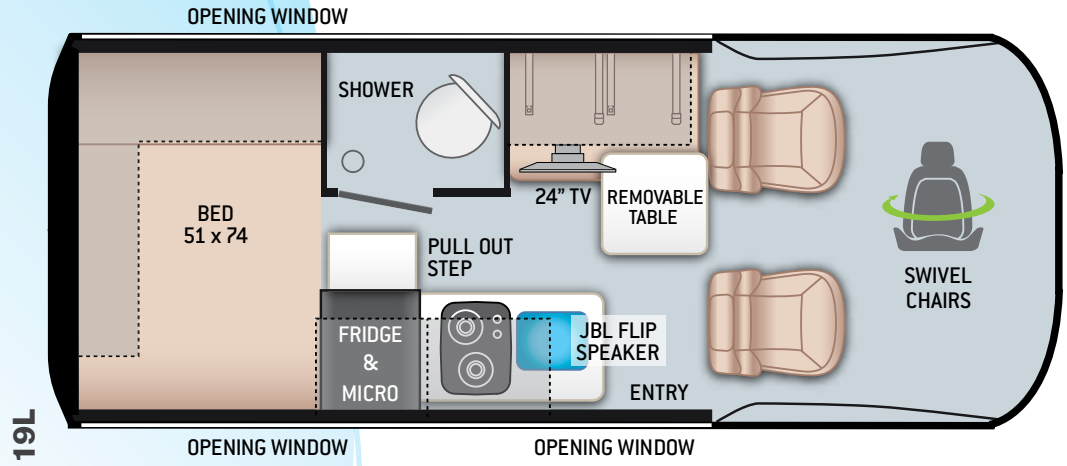 OPENING WINDOW
SHOWER
24” TV
REMOVABLE
TABLE
BED
51 x 74
PULL OUT
STEP
SWIVEL
CHAIRS
FRIDGE
&
MICRO
JBL FLIP
SPEAKER
ENTRY
19L
OPENING WINDOW
OPENING WINDOW